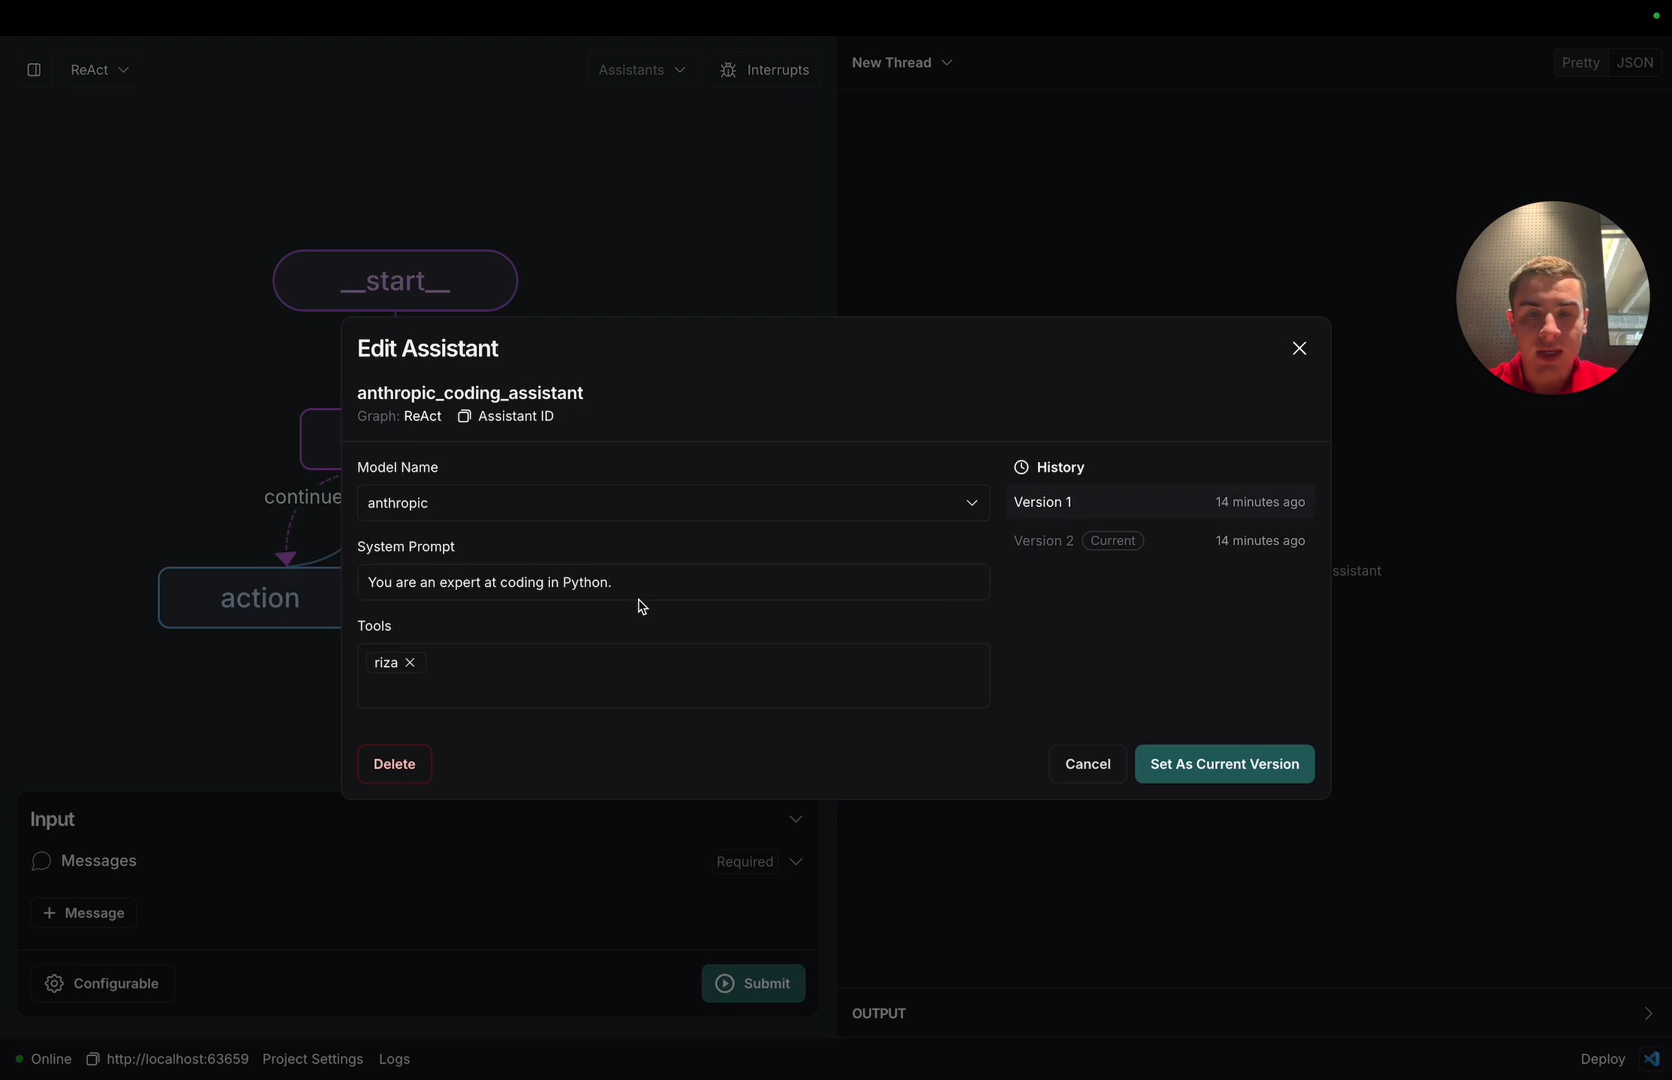 ReAct
Assistants
Interrupts
New Thread
Pretty
JSON
__start__
continue
action
Edit Assistant
anthropic_coding_assistant
Graph: ReAct
Assistant ID
Model Name
anthropic
System Prompt
You are an expert at coding in Python.
Tools
riza
History
Version 1
14 minutes ago
Version 2
Current
14 minutes ago
ssistant
Delete
Cancel
Set As Current Version
Input
Messages
Required
+ Message
Configurable
Submit
OUTPUT
Online
http://localhost:63659
Project Settings
Logs
Deploy